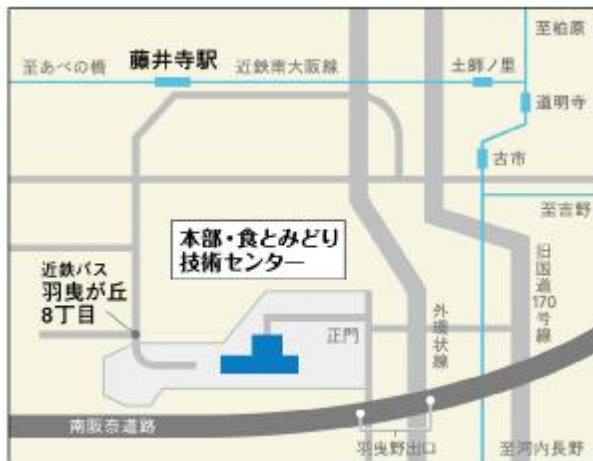 至柏原
藤井寺駅
至あべの橋
近鉄南大阪線
土師ノ里
道明寺
古市
至吉野
本部・食とみどり
技術センター
近鉄バス
羽曳が丘
8丁目
旧国道170号線
外環状線
正門
南阪奈道路
羽曳野出口
至河内長野